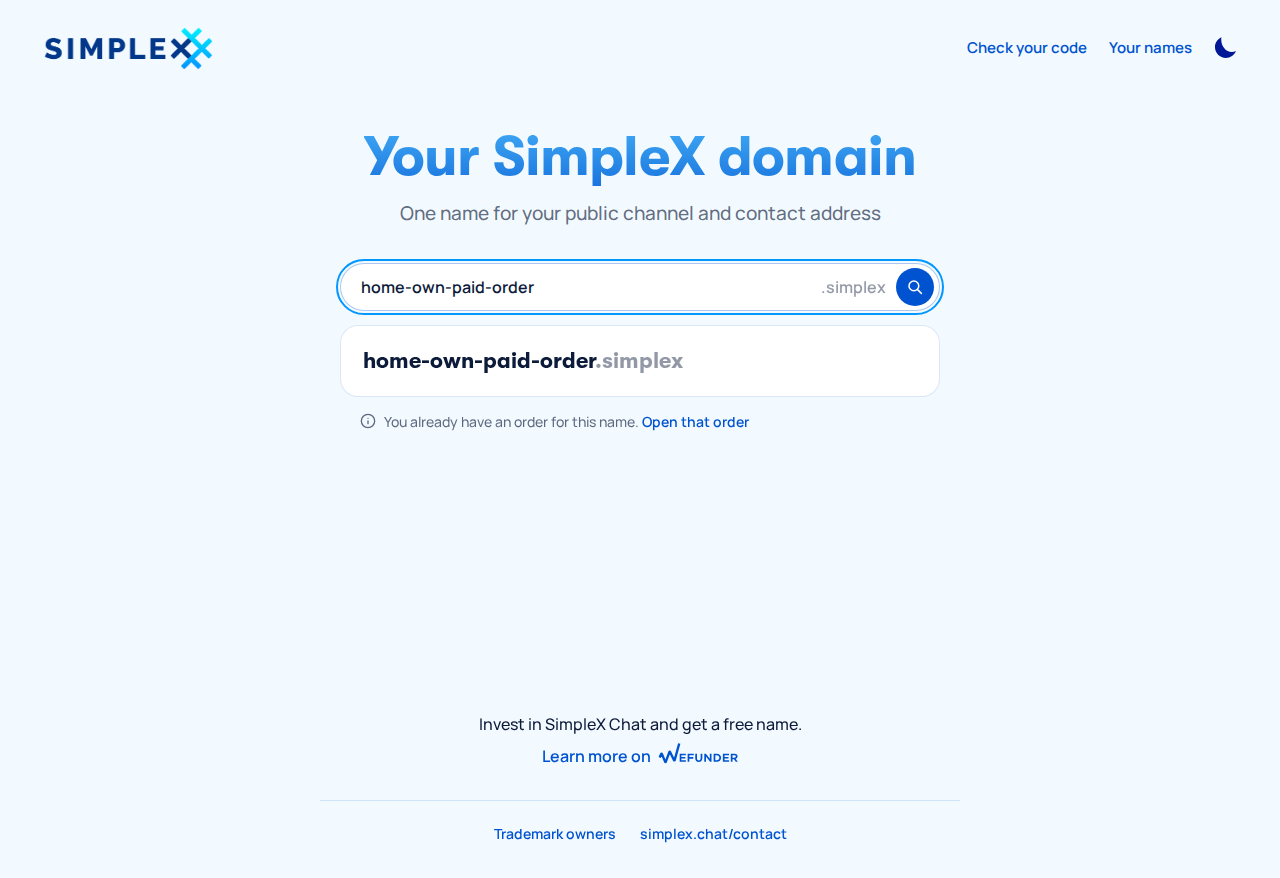 SIMPLEX
Check your code
Your names
Your SimpleX domain
One name for your public channel and contact address
home-own-paid-order .simplex
home-own-paid-order.simplex
You already have an order for this name. Open that order
Invest in SimpleX Chat and get a free name.
Learn more on WEFUNDER
Trademark owners
simplex.chat/contact